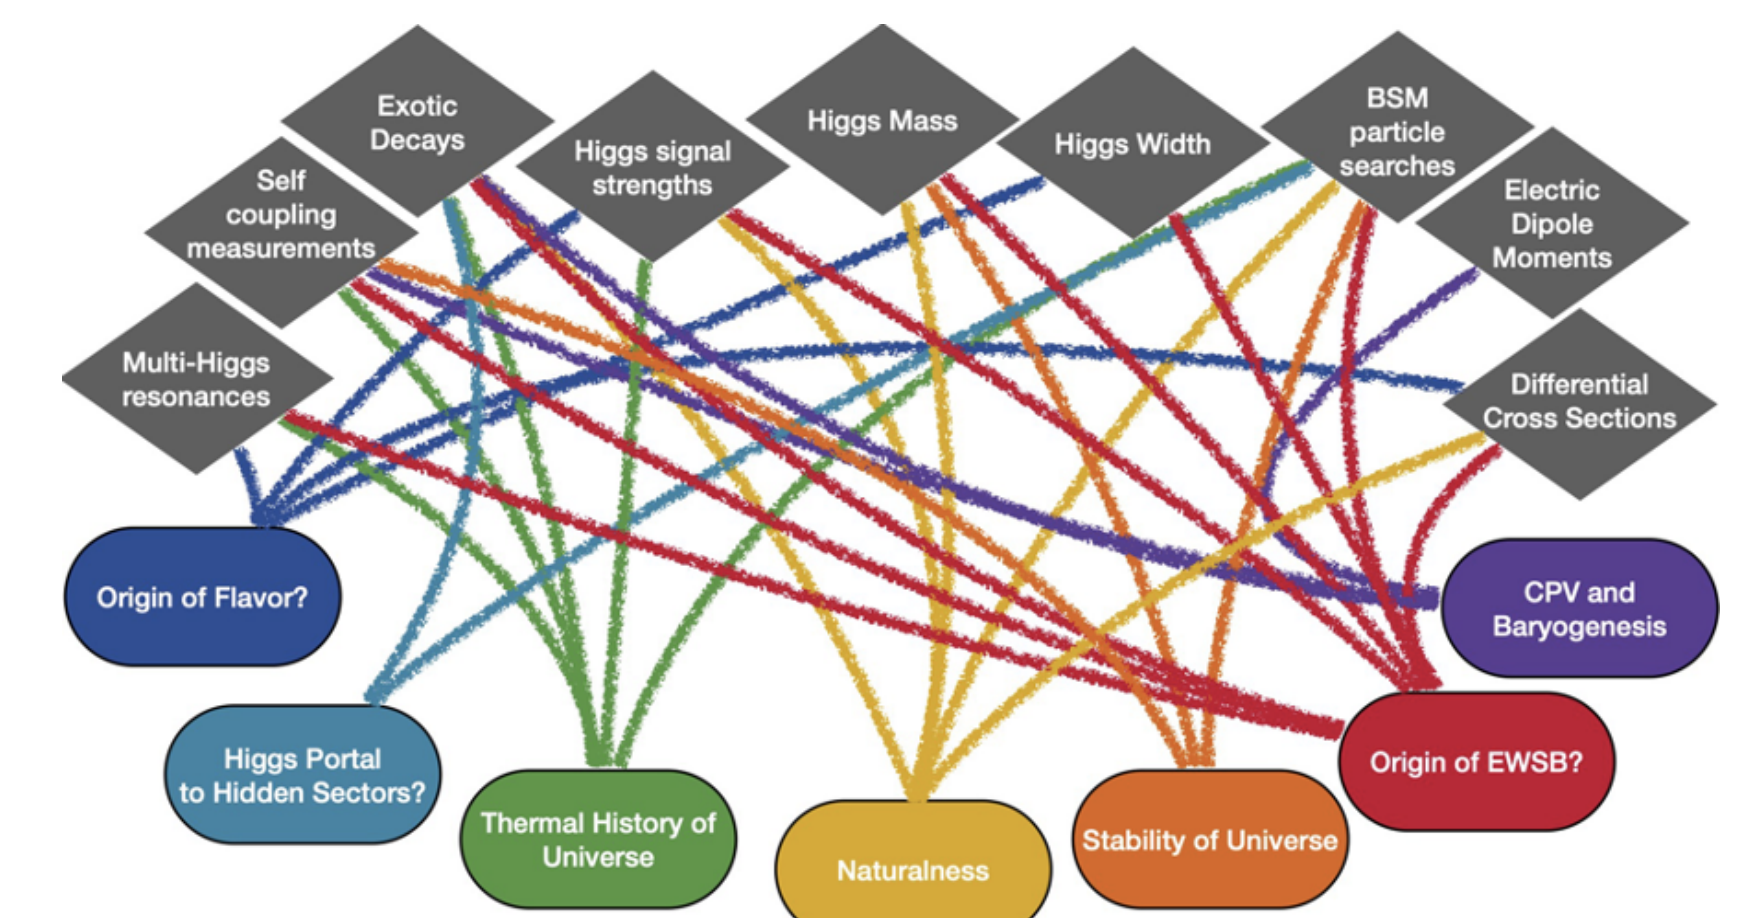 Exotic
Decays
Higgs signal
strengths
Higgs Mass
Higgs Width
BSM
particle
searches
Self
coupling
measurements
Electric
Dipole
Moments
Multi-Higgs
resonances
Differential
Cross Sections
Origin of Flavor?
CPV and
Baryogenesis
Higgs Portal
to Hidden Sectors?
Thermal History of
Universe
Naturalness
Stability of Universe
Origin of EWSB?